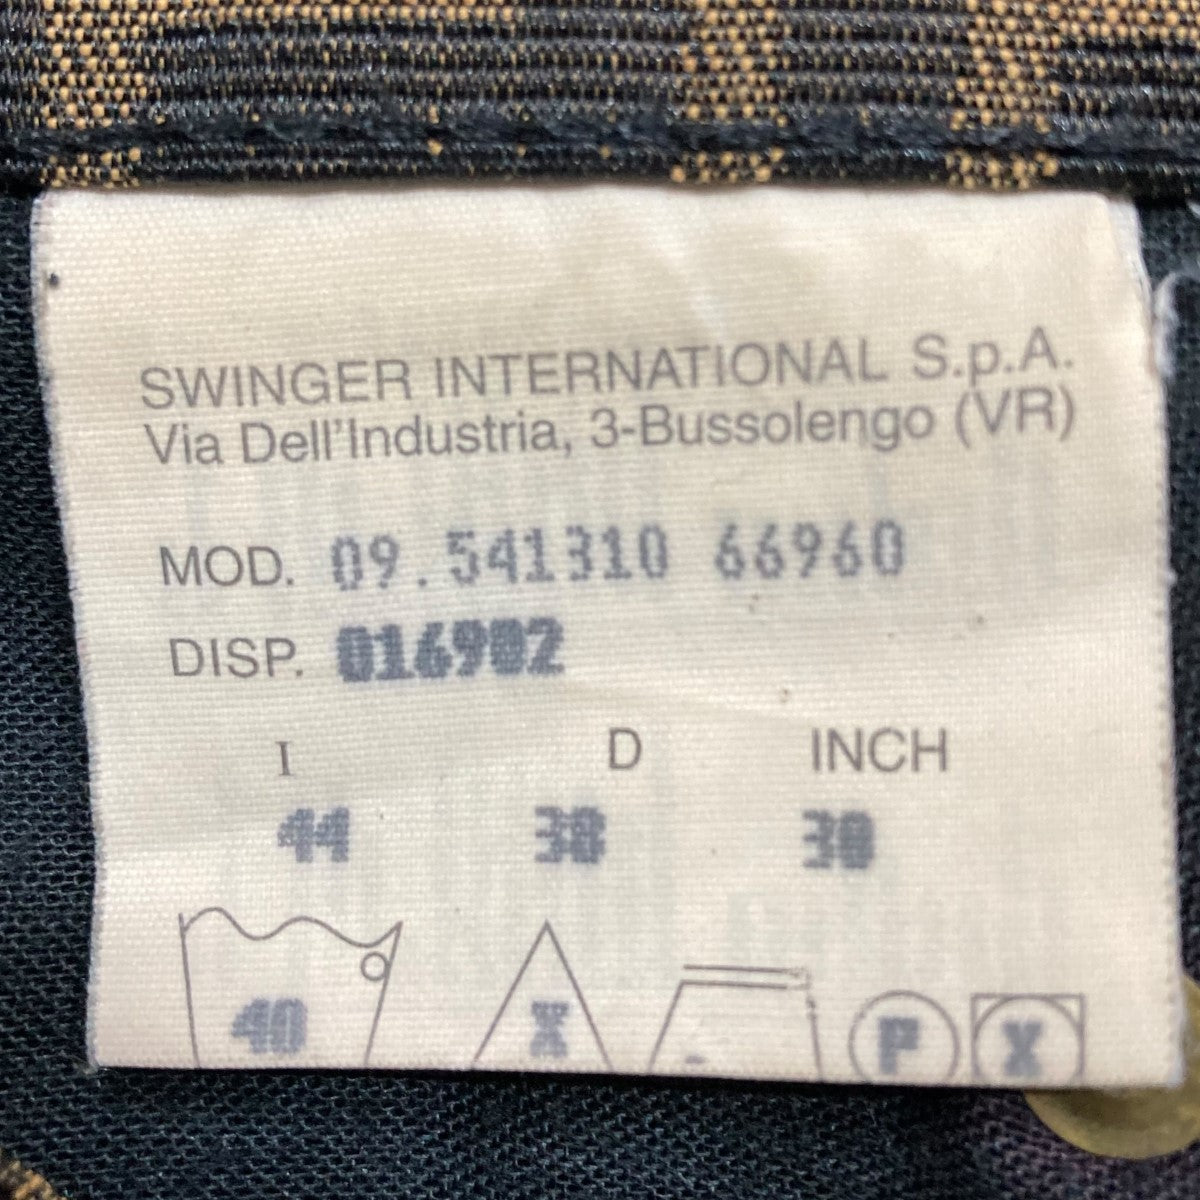 SWINGER INTERNATIONAL S.p.A.
Via Dell'Industria, 3-Bussolengo (VR)
MOD. 09.541310 66960
DISP. 016902
I D INCH
44 38 30
40 X P X